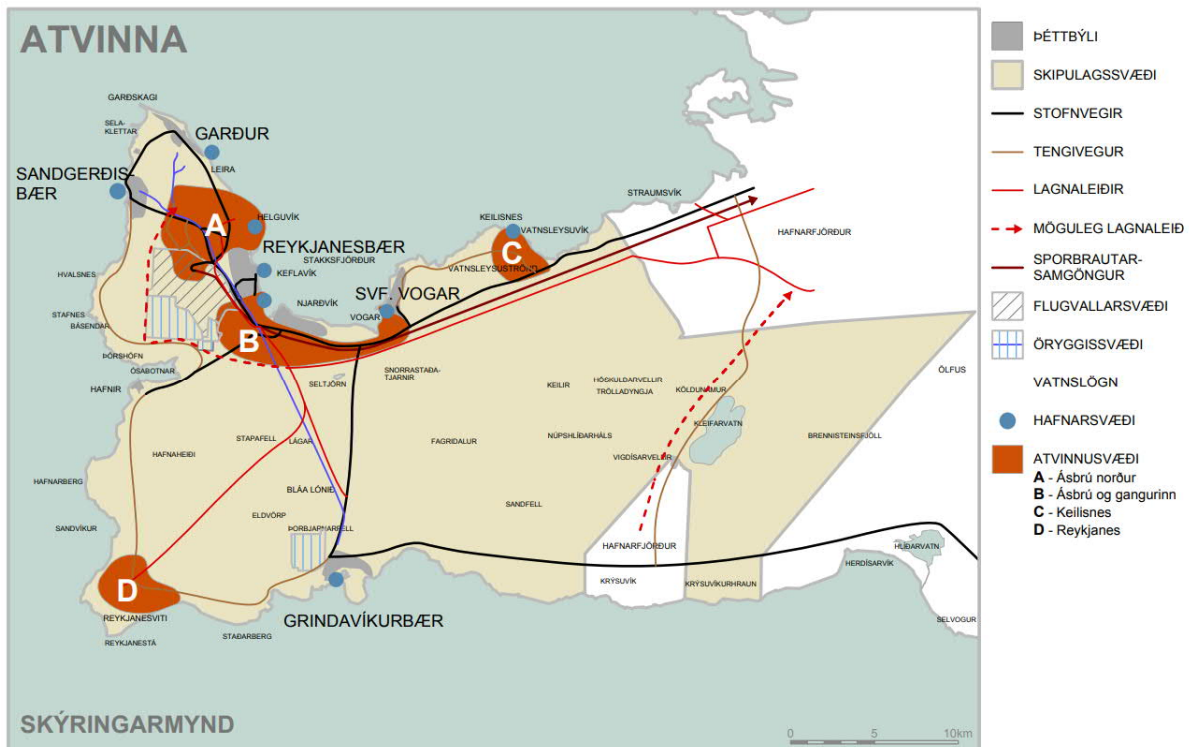 ATVINNA
GARÐSKAGI
SELA-
KLETTAR
GARÐUR
LEIRA
SANDGERÐIS-
BÆR
HELGUVÍK
A
REYKJANESBÆR
STAKKSFJÖRÐUR
KEFLAVÍK
HVALSNES
NJARÐVÍK
STAFNES
BÁSENDAR
SVF. VOGAR
VOGAR
B
ÞÓRSHÖFN
ÓSABOTNAR
HAFNIR
KEILISNES
VATNSLEYSUVÍK
C
VATNSLEYSUSTRÖND
STRAUMSVÍK
HAFNARFJÖRÐUR
SELTJÖRN
SNORRASTAÐA-
TJARNIR
KEILIR
HÖSKULDARVELLIR
TRÖLLADYNGJA
KÖLDUNÁMUR
ÖLFUS
KLEIFARVATN
STAPAFELL
LÁGAR
FAGRIDALUR
NÚPSHLÍÐARHÁLS
BRENNISTEINSFJÖLL
HAFNAHEIÐI
VIGDÍSARVELLIR
HAFNARBERG
BLÁA LÓNIÐ
SANDFELL
ELDVÖRP
SANDVÍKUR
ÞORBJARNARFELL
HAFNARFJÖRÐUR
HLÍÐARVATN
HERDÍSARVÍK
D
KRÝSUVÍK
KRÝSUVÍKURHRAUN
REYKJANESVITI
GRINDAVÍKURBÆR
SELVOGUR
STAÐARBERG
REYKJANESTÁ
SKÝRINGARMYND
0 5 10km
ÞÉTTBÝLI
SKIPULAGSSVÆÐI
STOFNVEGIR
TENGIVEGUR
LAGNALEIÐIR
MÖGULEG LAGNALEIÐ
SPORBRAUTAR-
SAMGÖNGUR
FLUGVALLARSVÆÐI
ÖRYGGISSVÆÐI
VATNSLÖGN
HAFNARSVÆÐI
ATVINNUSVÆÐI
A - Ásbrú norður
B - Ásbrú og gangurinn
C - Keilisnes
D - Reykjanes